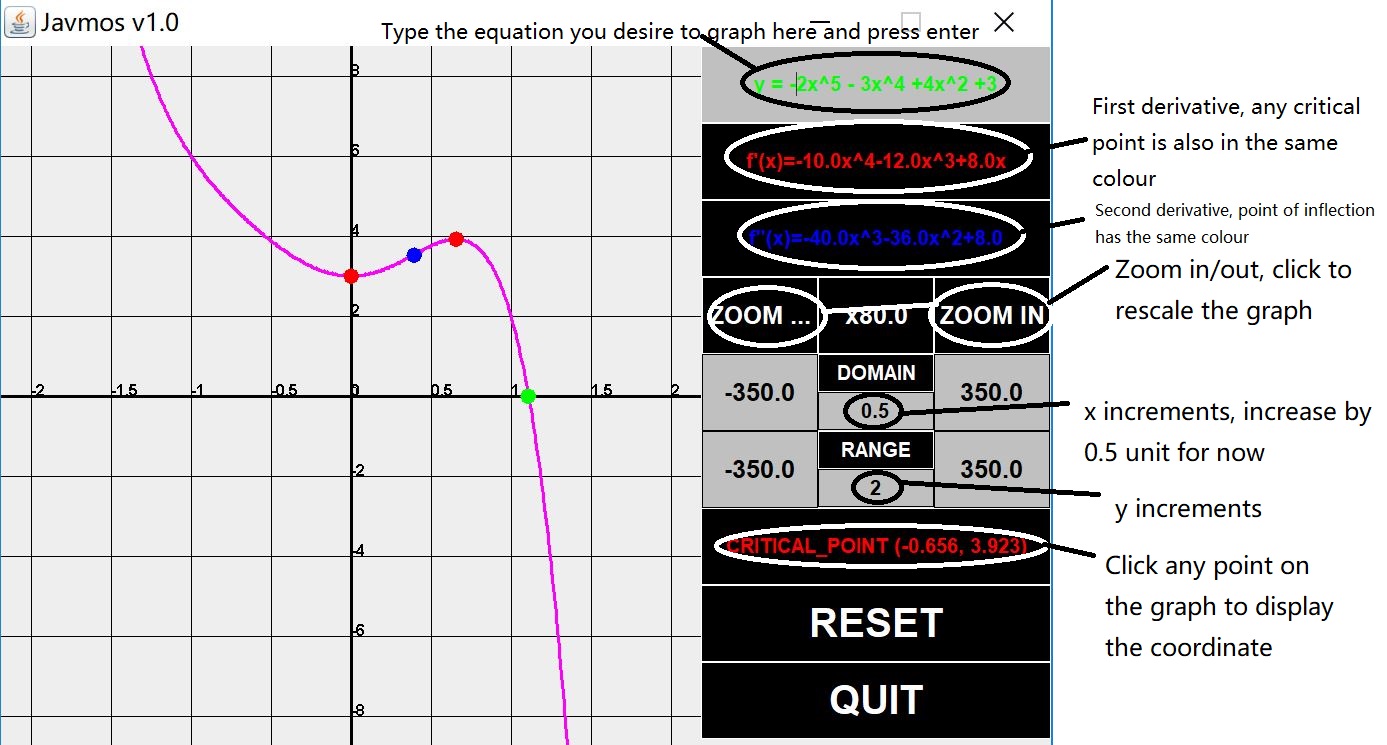 Javmos v1.0
Type the equation you desire to graph here and press enter
y = -2x^5 - 3x^4 +4x^2 +3
f'(x)=-10.0x^4-12.0x^3+8.0x
First derivative, any critical
point is also in the same
colour
f''(x)=-40.0x^3-36.0x^2+8.0
Second derivative, point of inflection
has the same colour
ZOOM ... x80.0 ZOOM IN
Zoom in/out, click to
rescale the graph
DOMAIN
-350.0 0.5 350.0
x increments, increase by
0.5 unit for now
RANGE
-350.0 2 350.0
y increments
CRITICAL_POINT (-0.656, 3.923)
Click any point on
the graph to display
the coordinate
RESET
QUIT
8
6
4
2
-2 -1.5 -1 -0.5 0 0.5 1 1.5 2
-2
-4
-6
-8